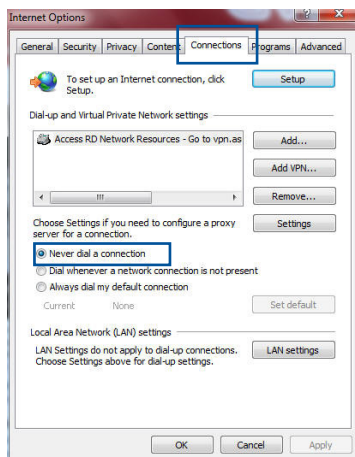 Internet Options
General Security Privacy Content Connections Programs Advanced
To set up an Internet connection, click
Setup.
Setup
Dial-up and Virtual Private Network settings
Access RD Network Resources - Go to vpn.as
Add...
Add VPN...
Remove...
Choose Settings if you need to configure a proxy
server for a connection.
Settings
Never dial a connection
Dial whenever a network connection is not present
Always dial my default connection
Current None
Set default
Local Area Network (LAN) settings
LAN Settings do not apply to dial-up connections.
Choose Settings above for dial-up settings.
LAN settings
OK Cancel Apply